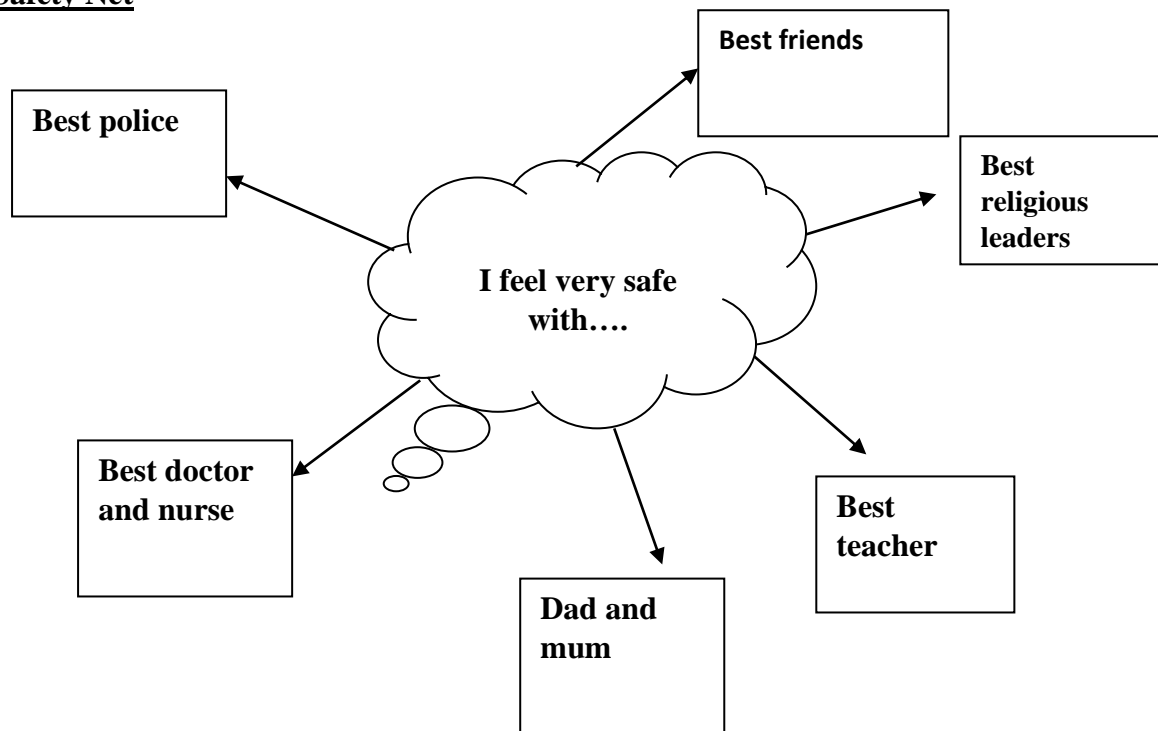 Safety Net
Best friends
Best police
Best
religious
leaders
I feel very safe
with….
Best doctor
and nurse
Best
teacher
Dad and
mum